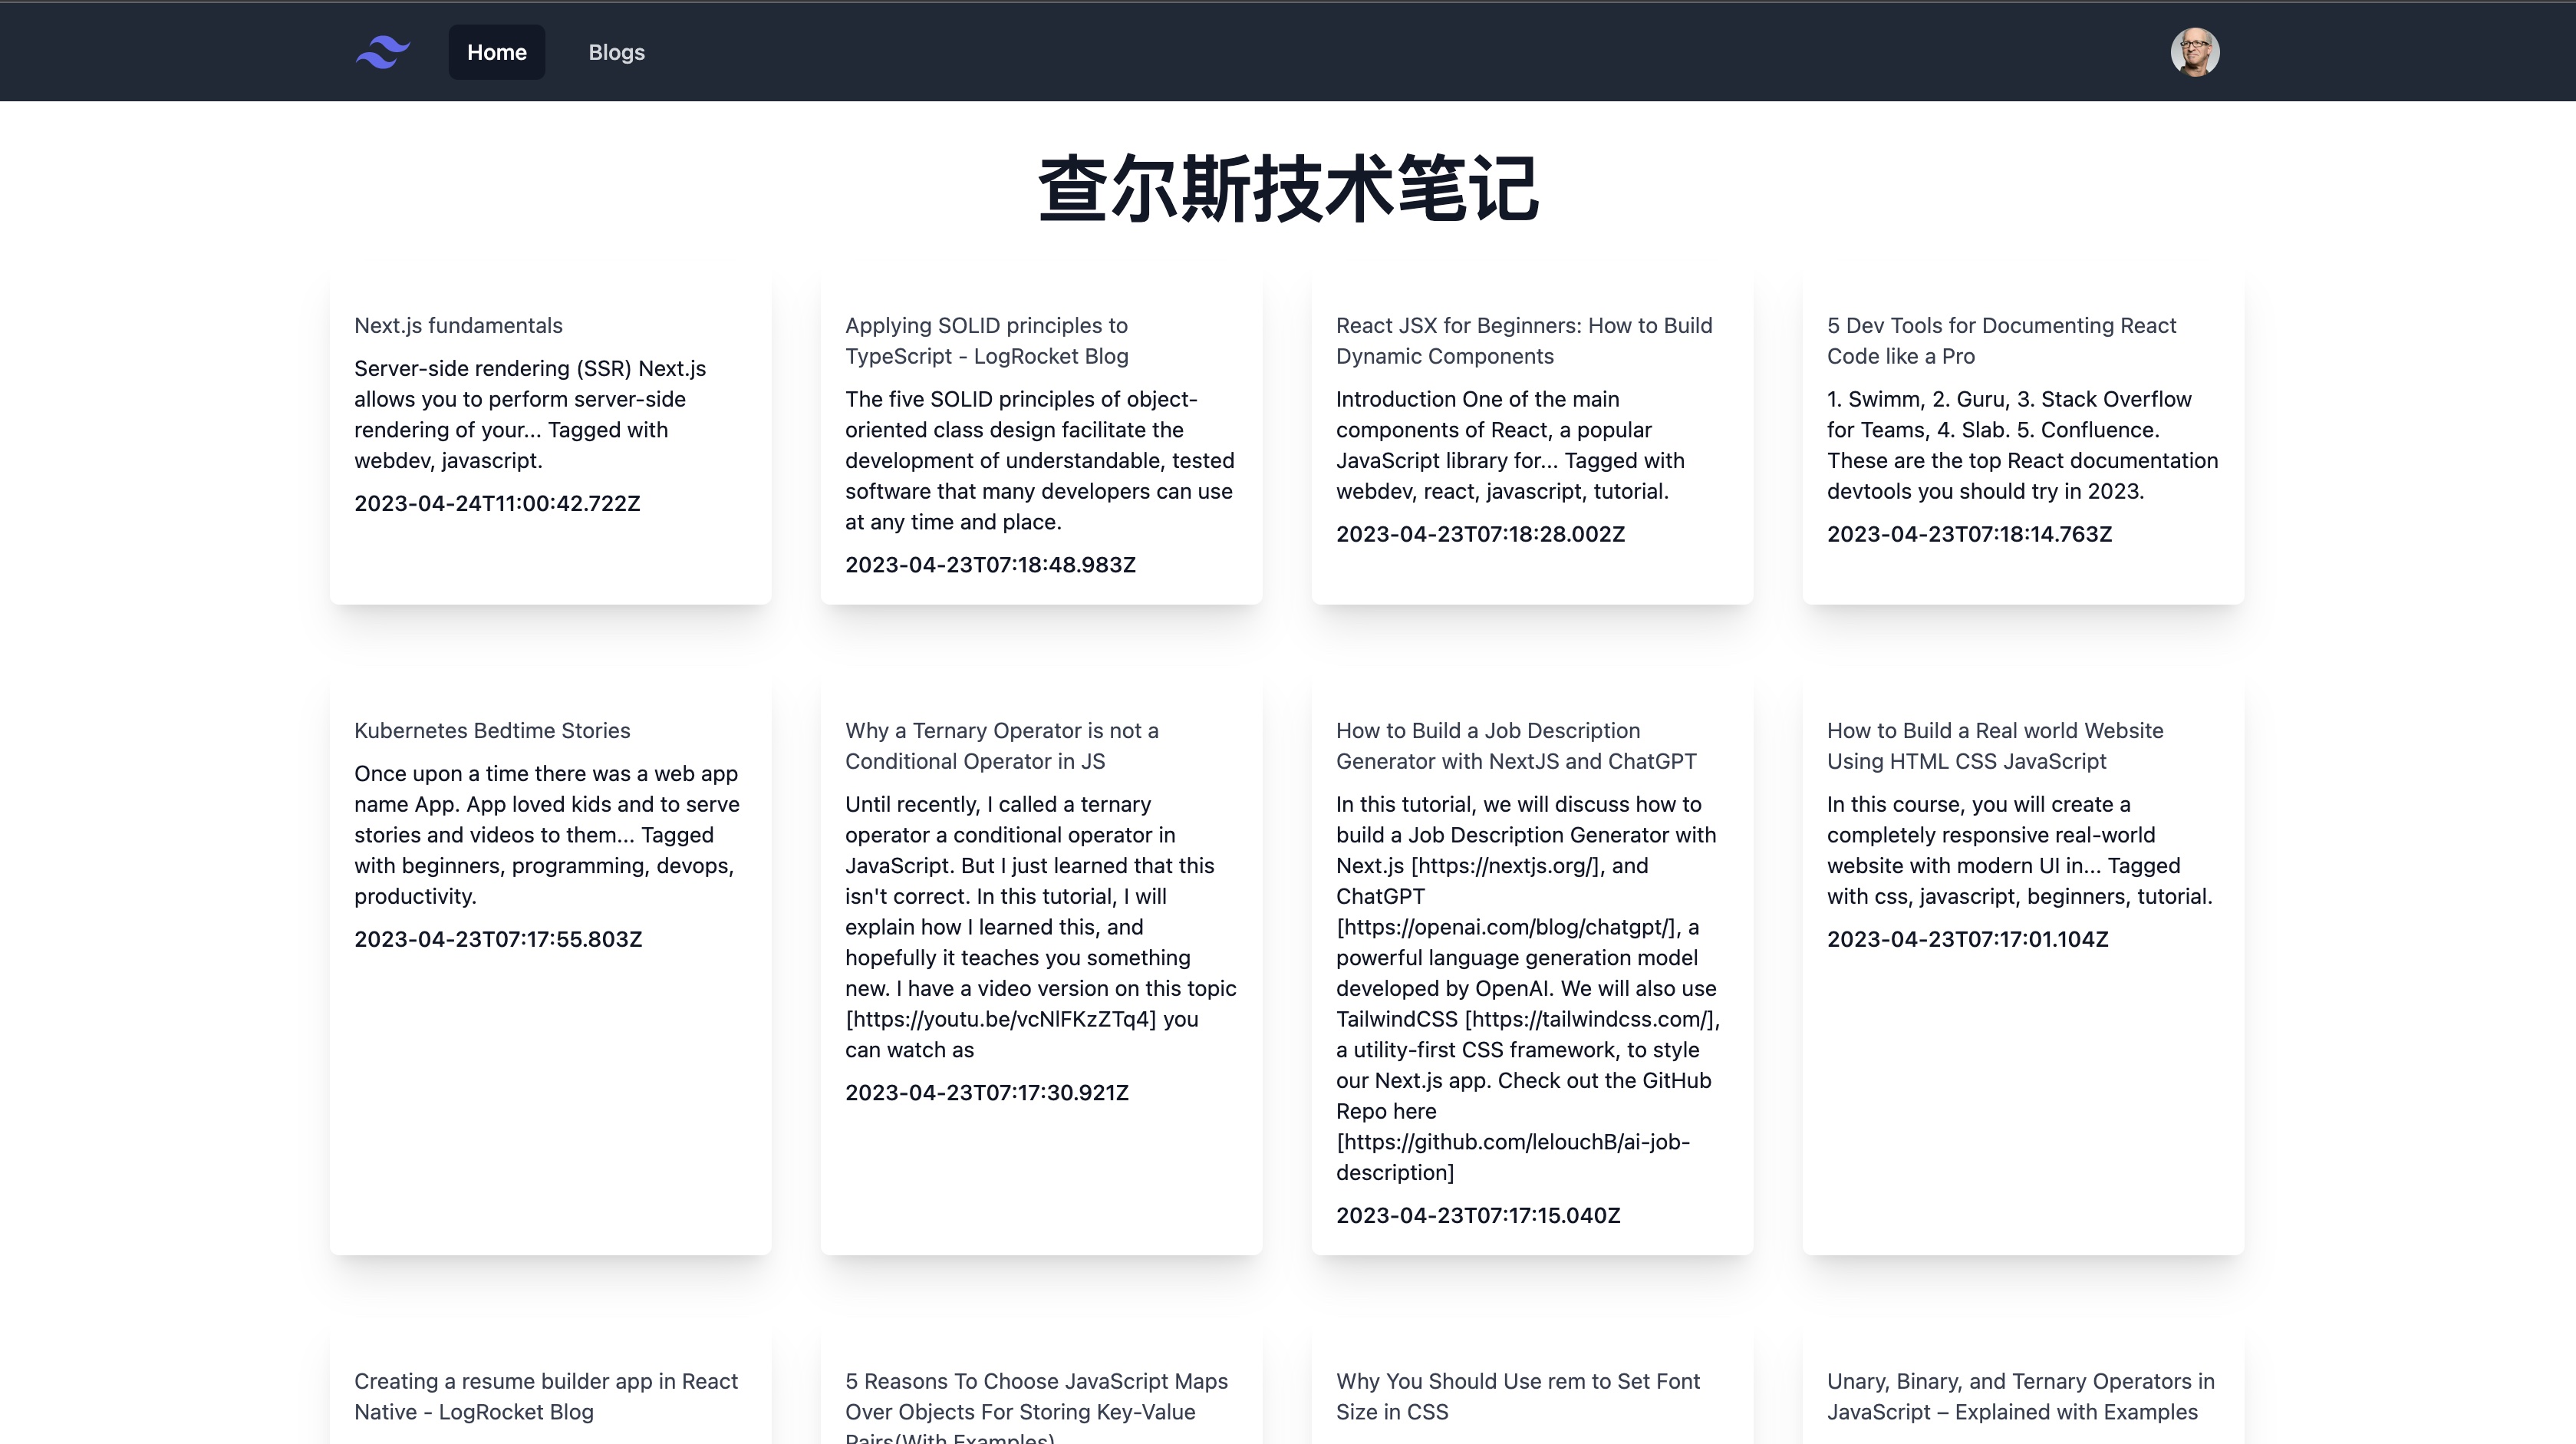 Home
Blogs
查尔斯技术笔记
Next.js fundamentals
Server-side rendering (SSR) Next.js
allows you to perform server-side
rendering of your... Tagged with
webdev, javascript.
2023-04-24T11:00:42.722Z
Applying SOLID principles to
TypeScript - LogRocket Blog
The five SOLID principles of object-
oriented class design facilitate the
development of understandable, tested
software that many developers can use
at any time and place.
2023-04-23T07:18:48.983Z
React JSX for Beginners: How to Build
Dynamic Components
Introduction One of the main
components of React, a popular
JavaScript library for... Tagged with
webdev, react, javascript, tutorial.
2023-04-23T07:18:28.002Z
5 Dev Tools for Documenting React
Code like a Pro
1. Swimm, 2. Guru, 3. Stack Overflow
for Teams, 4. Slab. 5. Confluence.
These are the top React documentation
devtools you should try in 2023.
2023-04-23T07:18:14.763Z
Kubernetes Bedtime Stories
Once upon a time there was a web app
name App. App loved kids and to serve
stories and videos to them... Tagged
with beginners, programming, devops,
productivity.
2023-04-23T07:17:55.803Z
Why a Ternary Operator is not a
Conditional Operator in JS
Until recently, I called a ternary
operator a conditional operator in
JavaScript. But I just learned that this
isn't correct. In this tutorial, I will
explain how I learned this, and
hopefully it teaches you something
new. I have a video version on this topic
[https://youtu.be/vcNlFKzZTq4] you
can watch as
2023-04-23T07:17:30.921Z
How to Build a Job Description
Generator with NextJS and ChatGPT
In this tutorial, we will discuss how to
build a Job Description Generator with
Next.js [https://nextjs.org/], and
ChatGPT
[https://openai.com/blog/chatgpt/], a
powerful language generation model
developed by OpenAI. We will also use
TailwindCSS [https://tailwindcss.com/],
a utility-first CSS framework, to style
our Next.js app. Check out the GitHub
Repo here
[https://github.com/lelouchB/ai-job-
description]
2023-04-23T07:17:15.040Z
How to Build a Real world Website
Using HTML CSS JavaScript
In this course, you will create a
completely responsive real-world
website with modern UI in... Tagged
with css, javascript, beginners, tutorial.
2023-04-23T07:17:01.104Z
Creating a resume builder app in React
Native - LogRocket Blog
5 Reasons To Choose JavaScript Maps
Over Objects For Storing Key-Value
Pairs(With Examples)
Why You Should Use rem to Set Font
Size in CSS
Unary, Binary, and Ternary Operators in
JavaScript – Explained with Examples